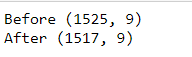 Before (1525, 9)
After (1517, 9)